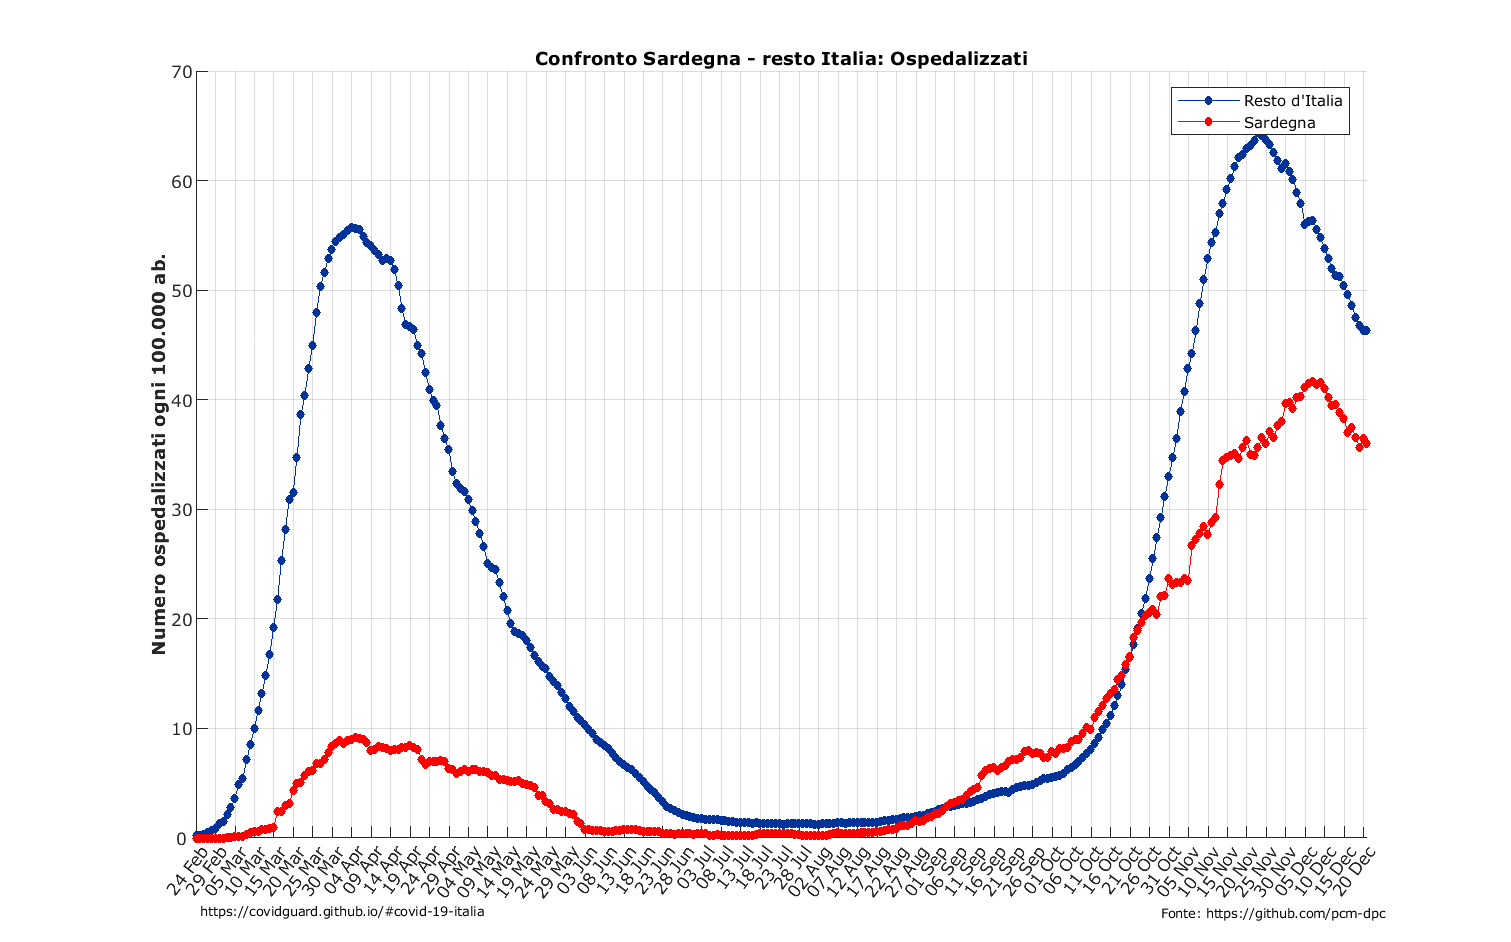 Confronto Sardegna - resto Italia: Ospedalizzati
Numero ospedalizzati ogni 100.000 ab.
70
60
50
40
30
20
10
0
Resto d'Italia
Sardegna
24 Feb
29 Feb
05 Mar
10 Mar
15 Mar
20 Mar
25 Mar
30 Mar
04 Apr
09 Apr
14 Apr
19 Apr
24 Apr
29 Apr
04 May
09 May
14 May
19 May
24 May
29 May
03 Jun
08 Jun
13 Jun
18 Jun
23 Jun
28 Jun
03 Jul
08 Jul
13 Jul
18 Jul
23 Jul
28 Jul
02 Aug
07 Aug
12 Aug
17 Aug
22 Aug
27 Aug
01 Sep
06 Sep
11 Sep
16 Sep
21 Sep
26 Sep
01 Oct
06 Oct
11 Oct
16 Oct
21 Oct
26 Oct
31 Oct
05 Nov
10 Nov
15 Nov
20 Nov
25 Nov
30 Nov
05 Dec
10 Dec
15 Dec
20 Dec
https://covidguard.github.io/#covid-19-italia
Fonte: https://github.com/pcm-dpc